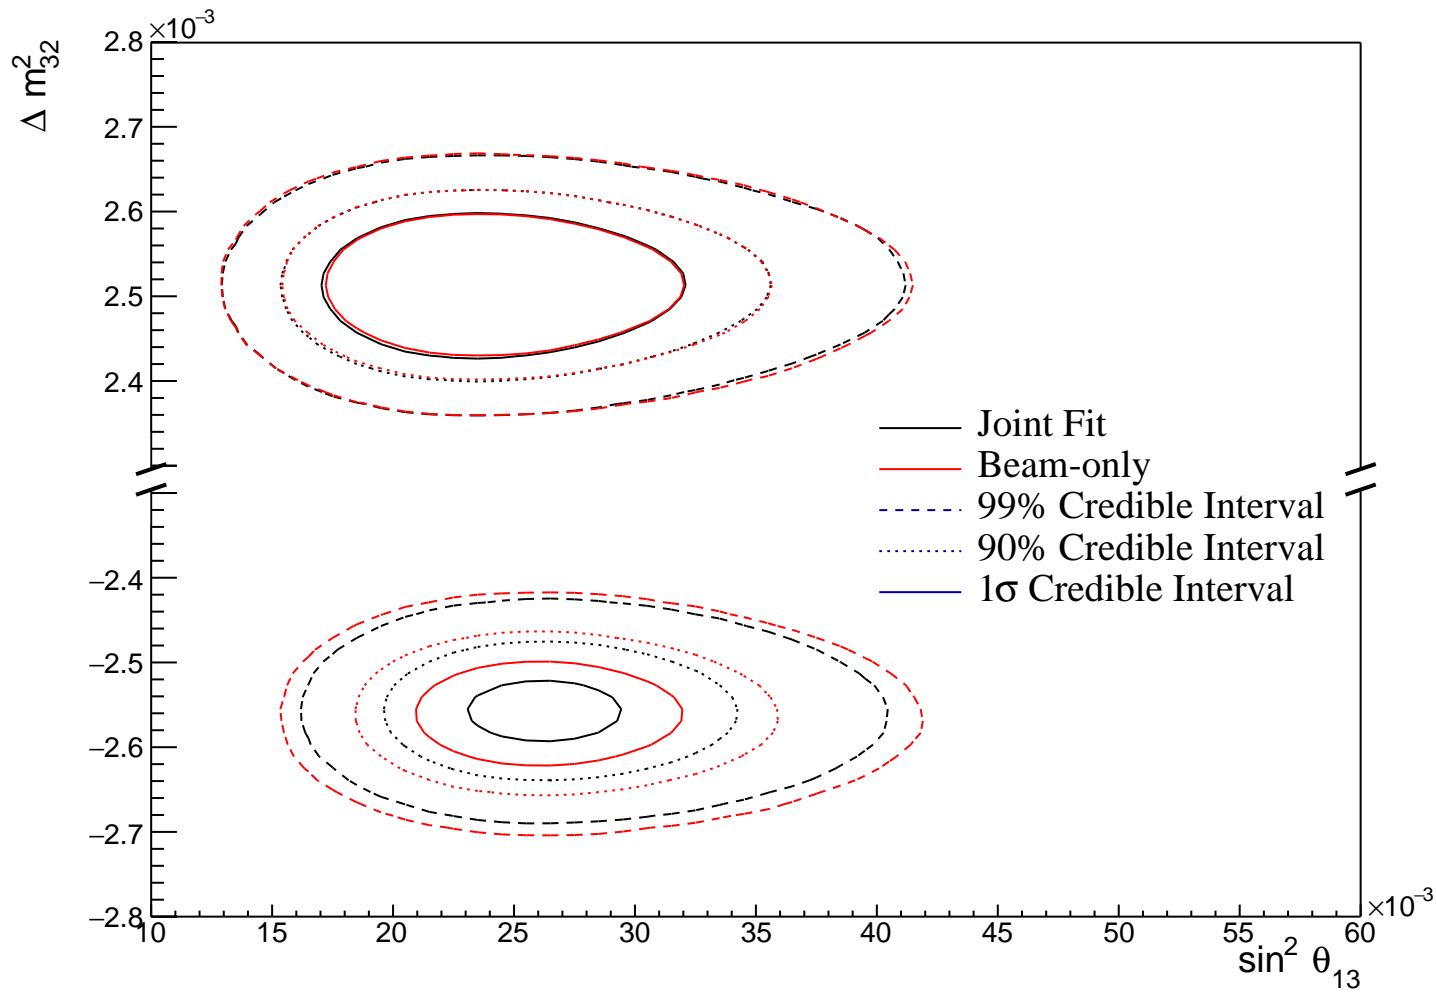 ×10⁻³
Δ m²₃₂
2.8
2.7
2.6
2.5
2.4
−2.4
−2.5
−2.6
−2.7
−2.8
Joint Fit
Beam-only
99% Credible Interval
90% Credible Interval
1σ Credible Interval
10 15 20 25 30 35 40 45 50 55 60
×10⁻³
sin² θ₁₃